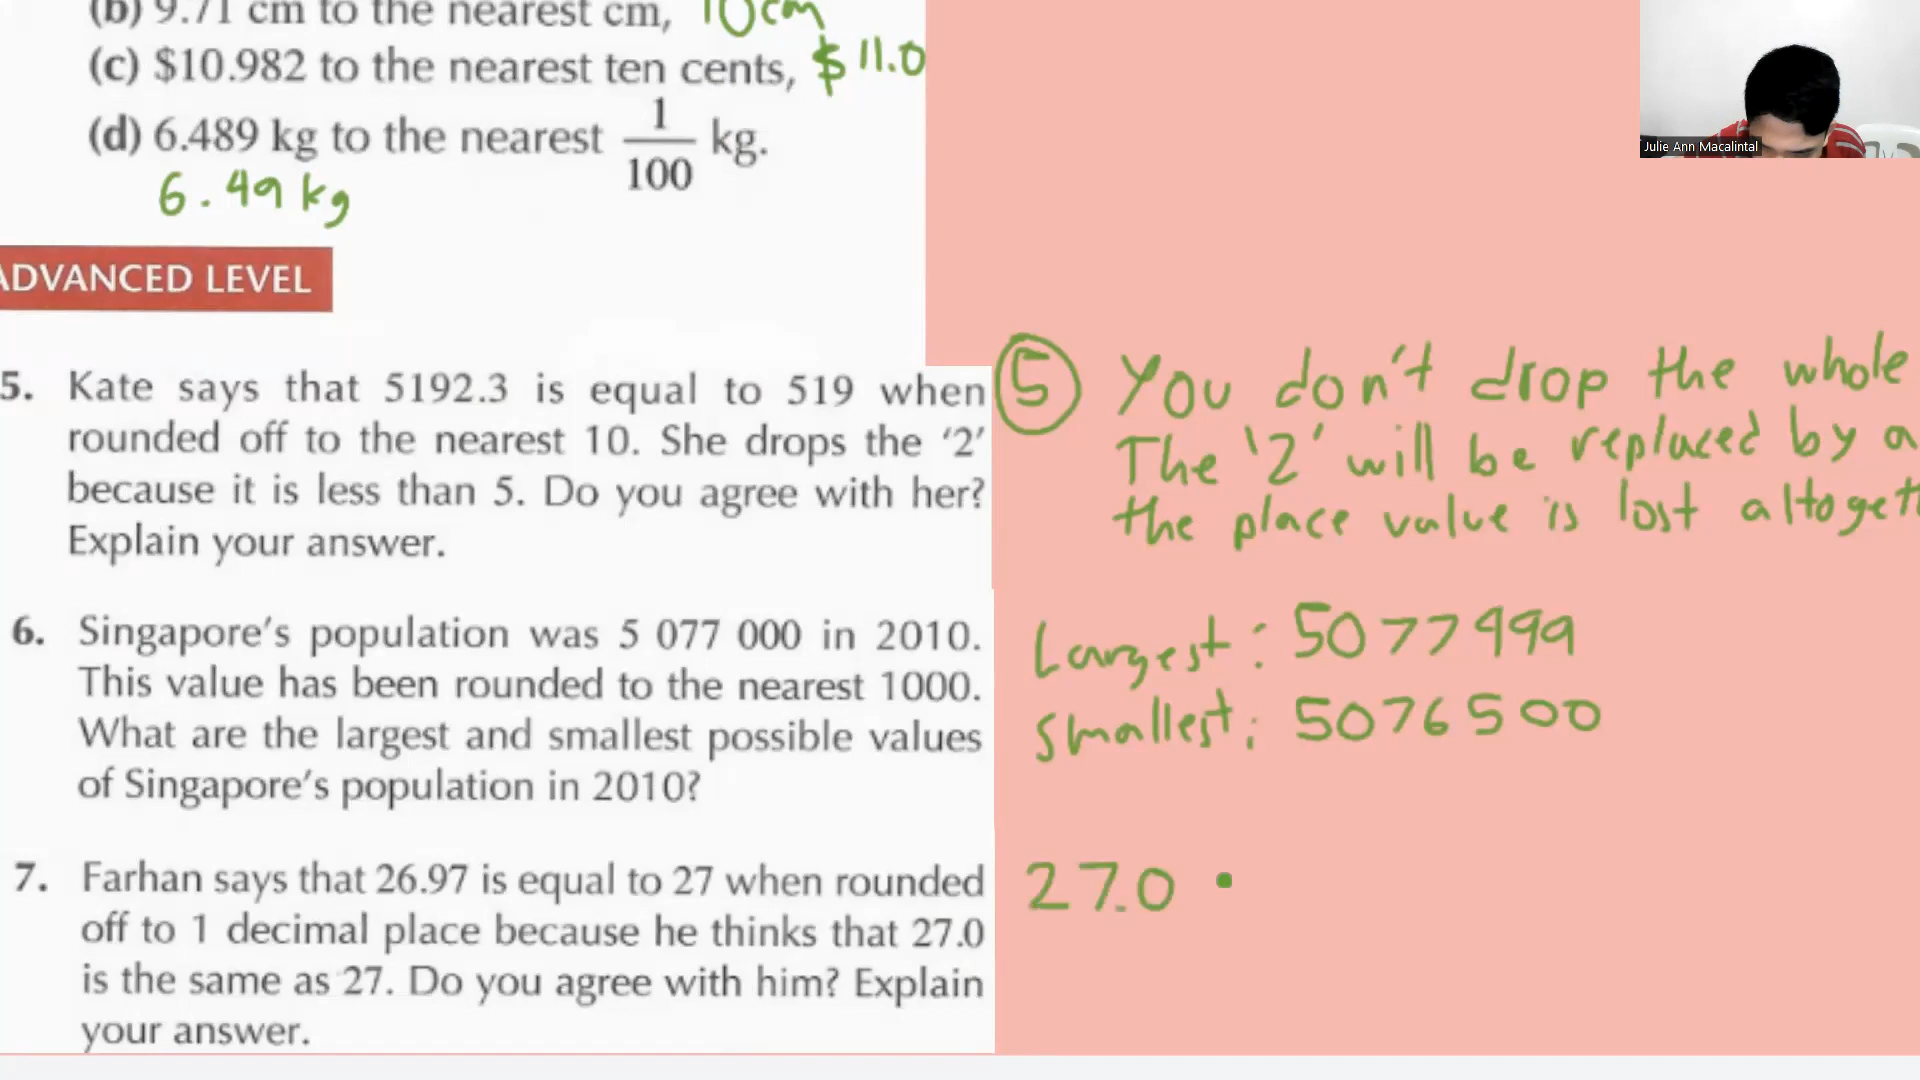 (b) 9.71 cm to the nearest cm, 10cm
(c) $10.982 to the nearest ten cents, $11.0
(d) 6.489 kg to the nearest 1/100 kg.
6.49 kg
Julie Ann Macalintal
ADVANCED LEVEL
5. Kate says that 5192.3 is equal to 519 when
rounded off to the nearest 10. She drops the '2'
because it is less than 5. Do you agree with her?
Explain your answer.
5 You don't drop the whole
The '2' will be replaced by a
the place value is lost altoget
6. Singapore's population was 5 077 000 in 2010.
This value has been rounded to the nearest 1000.
What are the largest and smallest possible values
of Singapore's population in 2010?
Largest: 5077499
Smallest: 5076500
7. Farhan says that 26.97 is equal to 27 when rounded
off to 1 decimal place because he thinks that 27.0
is the same as 27. Do you agree with him? Explain
your answer.
27.0